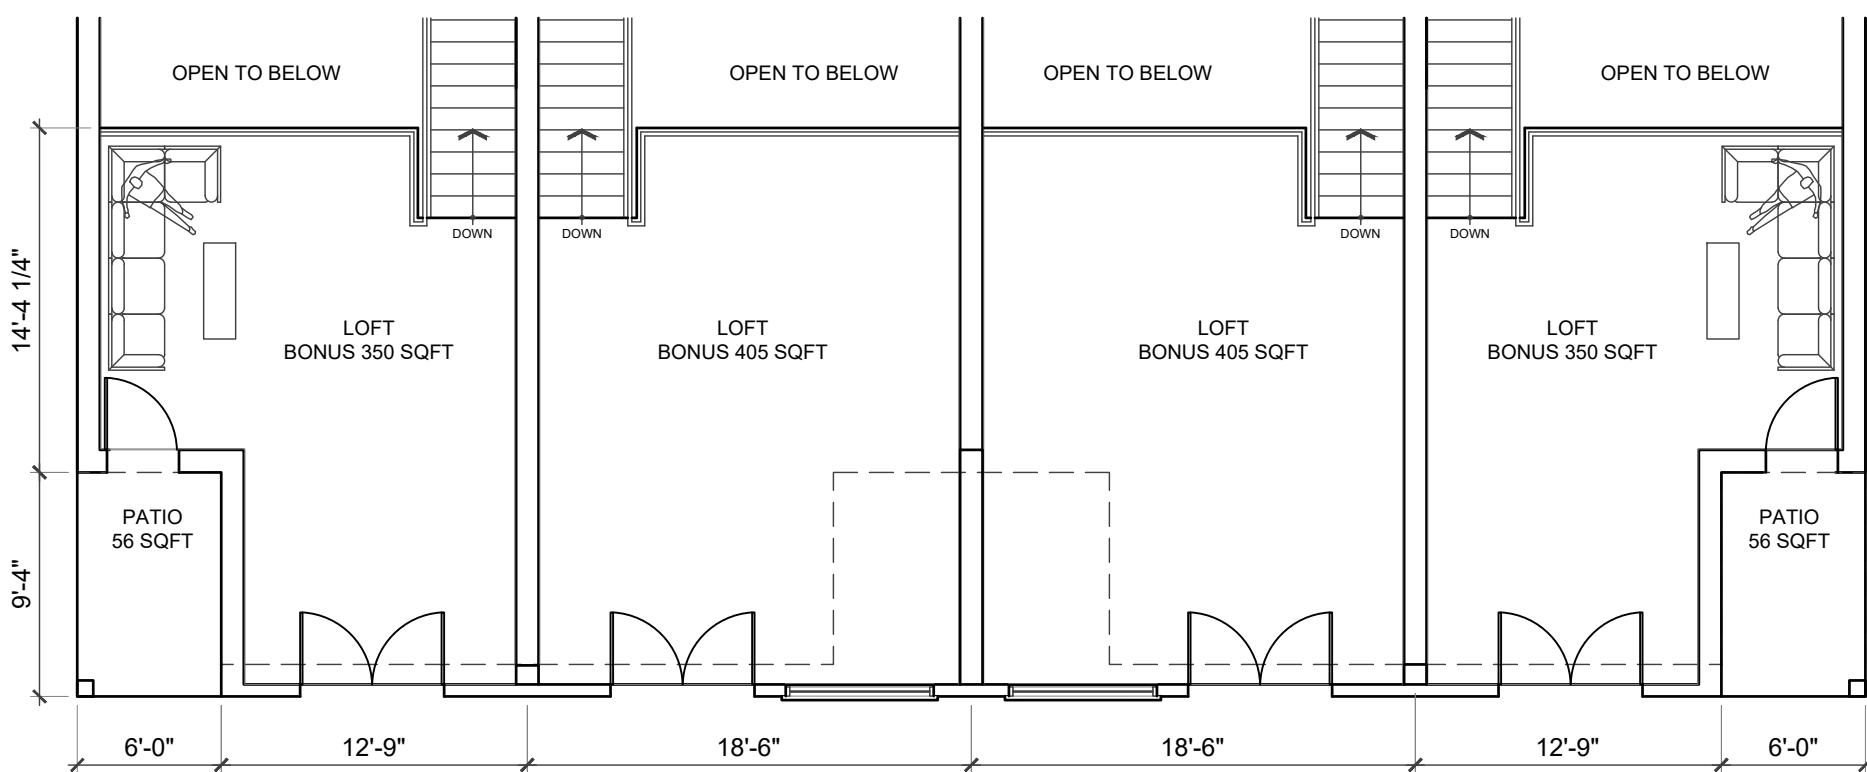 OPEN TO BELOW
OPEN TO BELOW
OPEN TO BELOW
OPEN TO BELOW
DOWN
DOWN
DOWN
DOWN
14'-4 1/4"
LOFT
BONUS 350 SQFT
LOFT
BONUS 405 SQFT
LOFT
BONUS 405 SQFT
LOFT
BONUS 350 SQFT
9'-4"
PATIO
56 SQFT
PATIO
56 SQFT
6'-0"
12'-9"
18'-6"
18'-6"
12'-9"
6'-0"